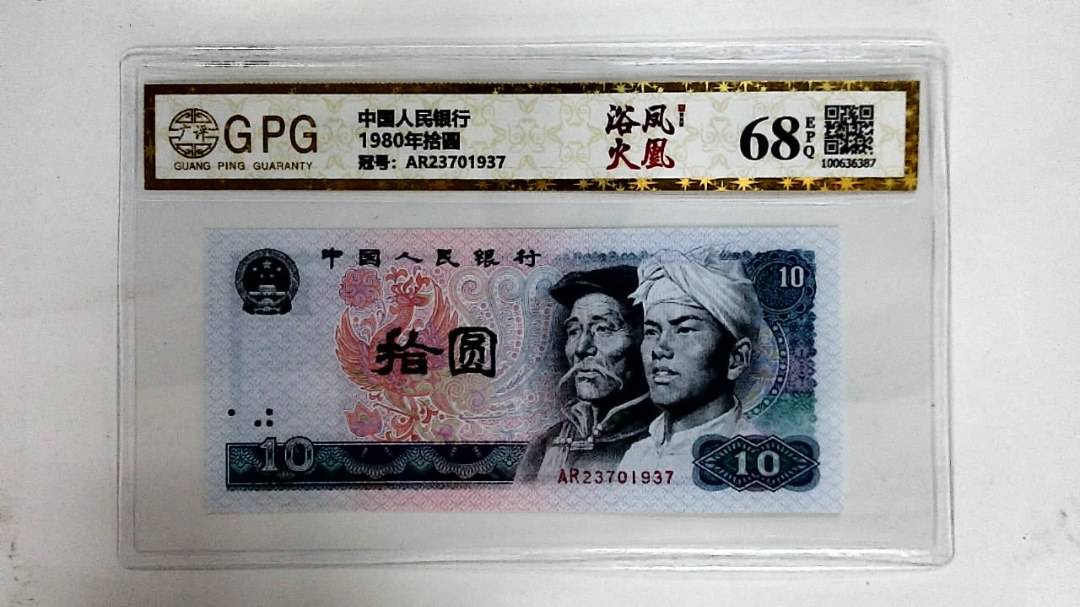 广评
GPG
GUANG PING GUARANTY
中国人民银行
1980年拾圆
冠号：AR23701937
浴凤
火凰
68
EPQ
100636387
中国人民银行
10
拾圆
10
AR23701937
10